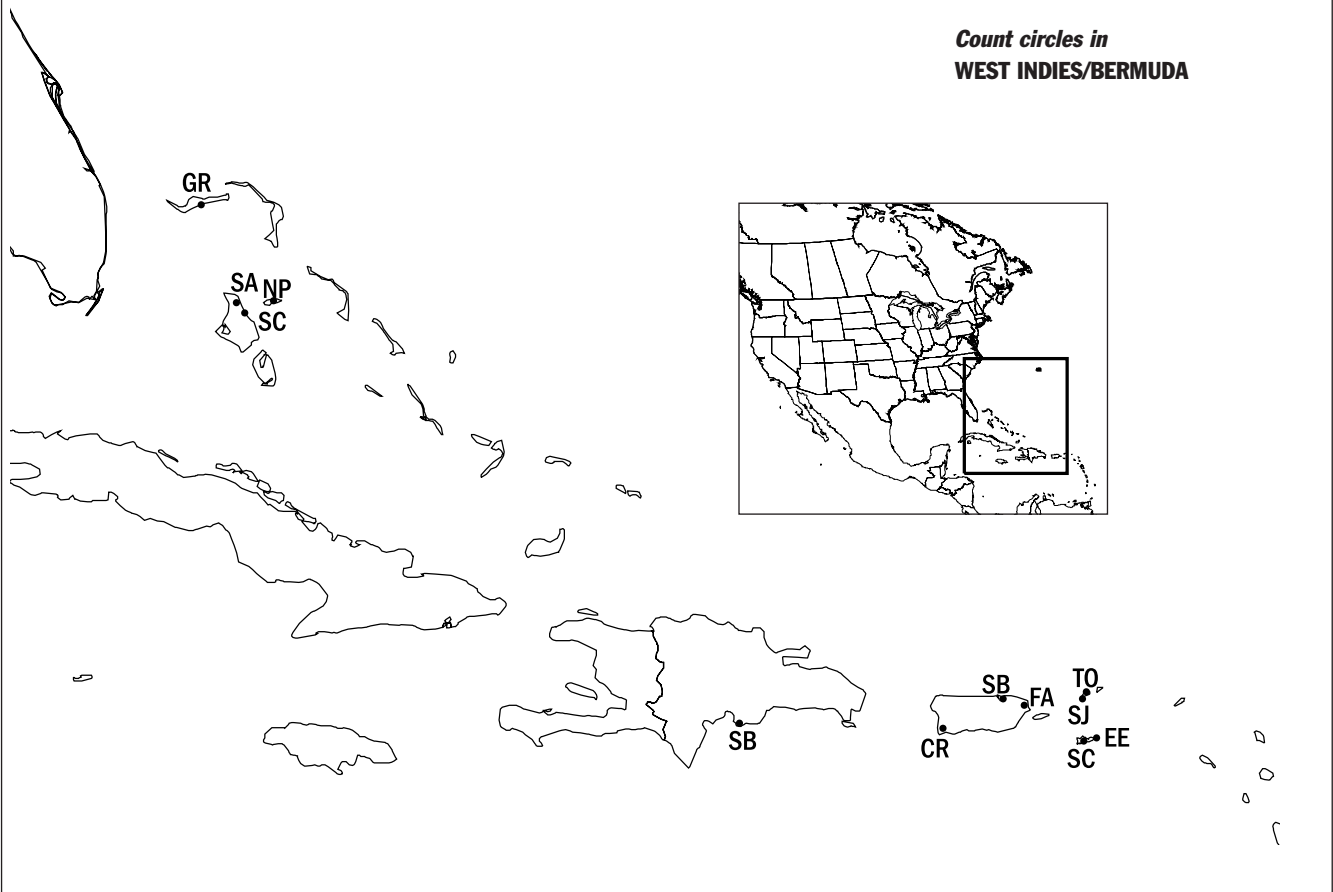 Count circles in
WEST INDIES/BERMUDA
GR
SA NP
SC
SB
SB
FA
CR
TO
SJ
EE
SC